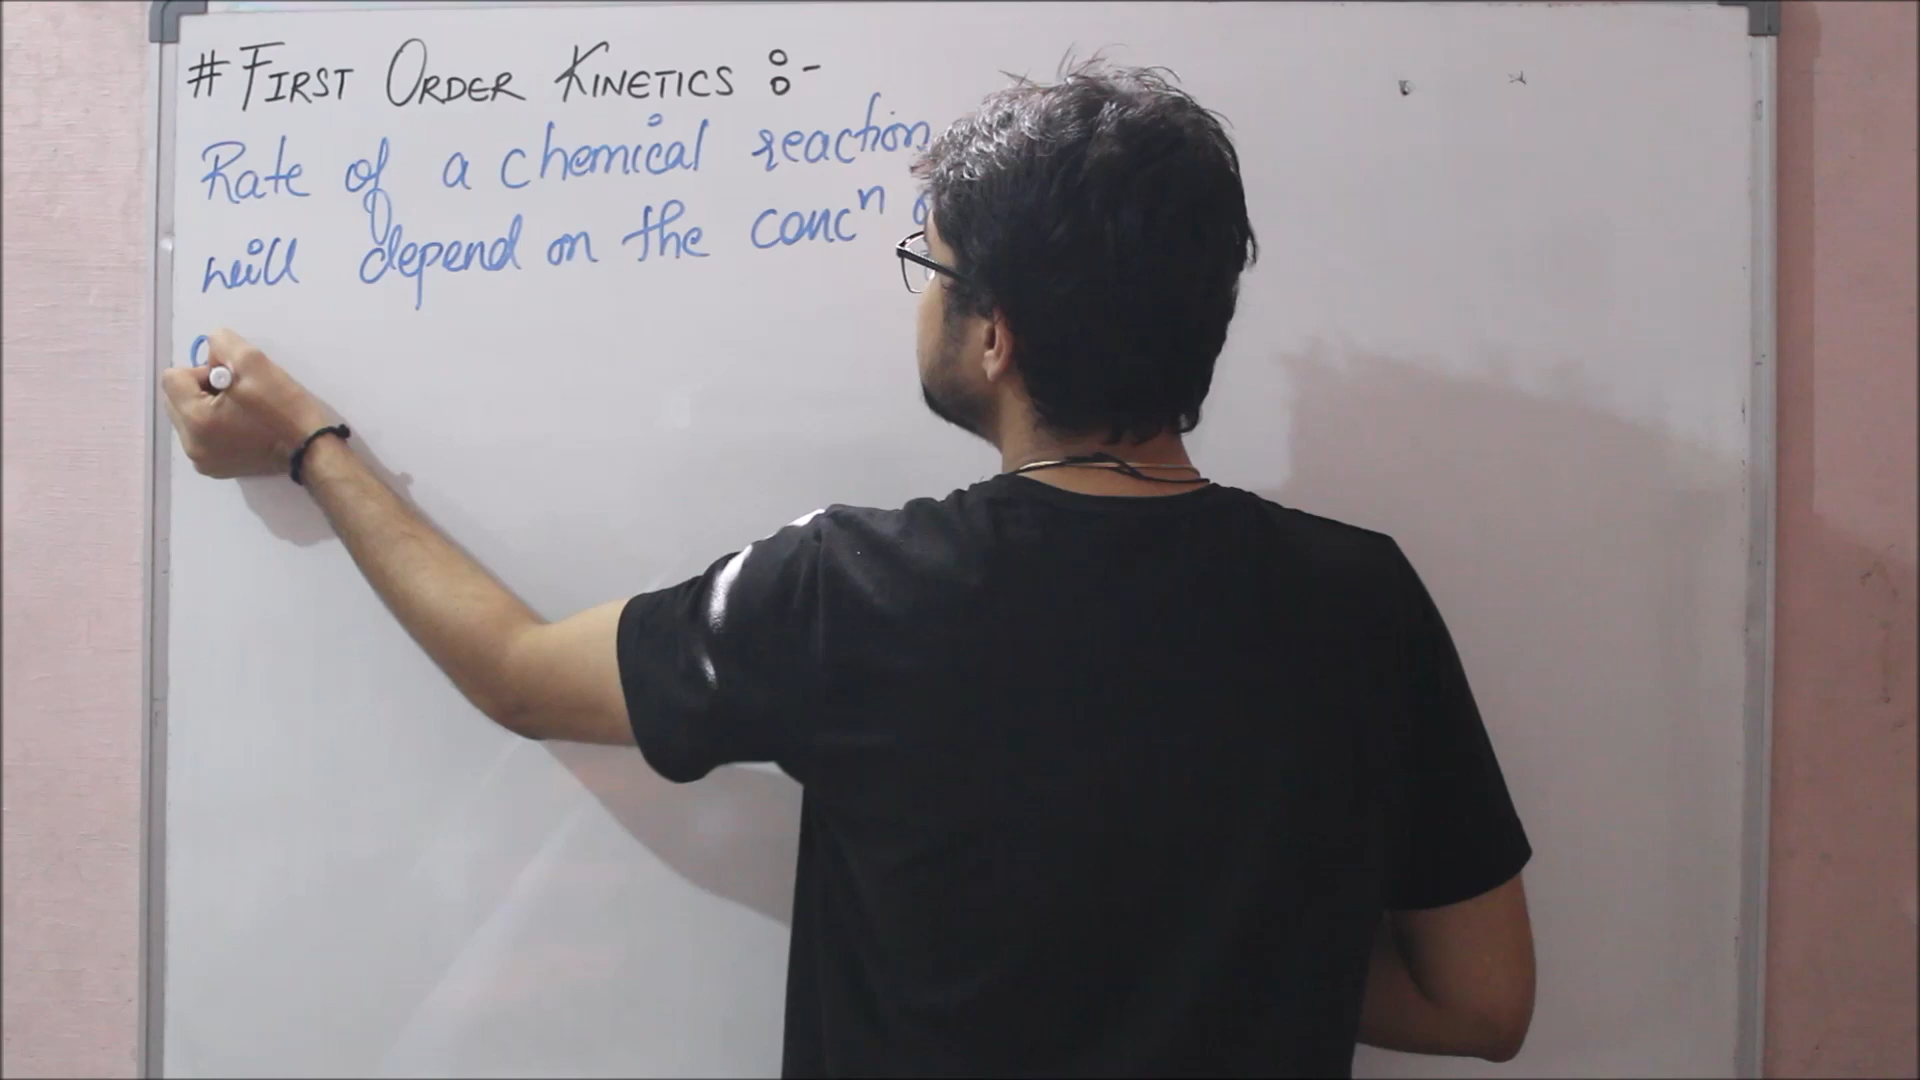 # FIRST ORDER KINETICS :-
Rate of a chemical reaction
will depend on the concⁿ